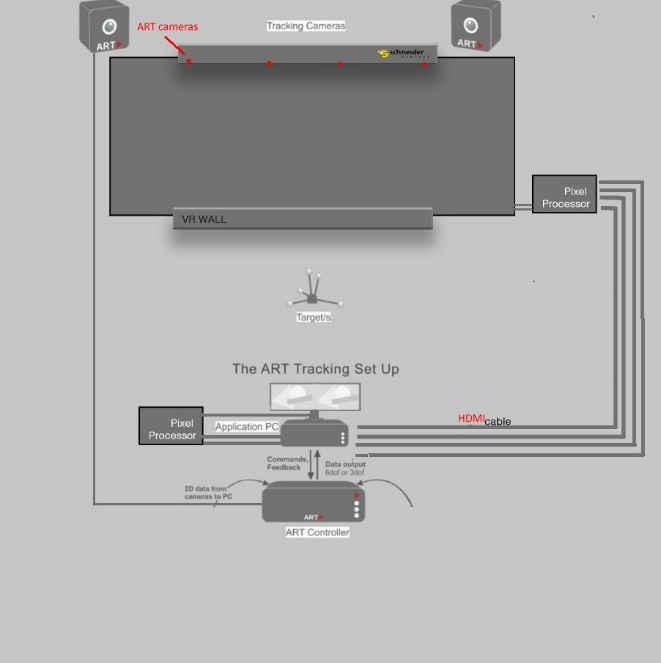 ART cameras
Tracking Cameras
ART
ART
schneider
digital
Pixel
Processor
VR WALL
Target/s
The ART Tracking Set Up
HDMI cable
Pixel
Processor
Application PC
Commands,
Feedback
Data output
6dof or 3dof
2D data from
cameras to PC
ART
ART Controller